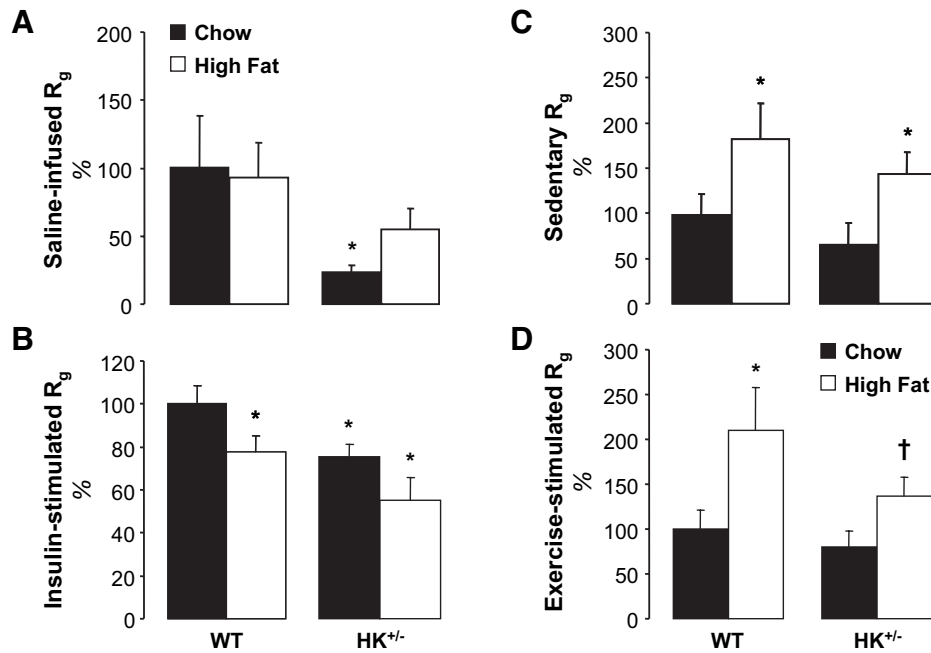 A
Saline-infused Rg
%
200
150
100
50
0
Chow
High Fat
*
B
Insulin-stimulated Rg
%
120
100
80
60
40
20
0
*
*
*
WT
HK+/-
C
Sedentary Rg
%
300
250
200
150
100
50
0
*
*
D
Exercise-stimulated Rg
%
300
250
200
150
100
50
0
Chow
High Fat
*
†
WT
HK+/-